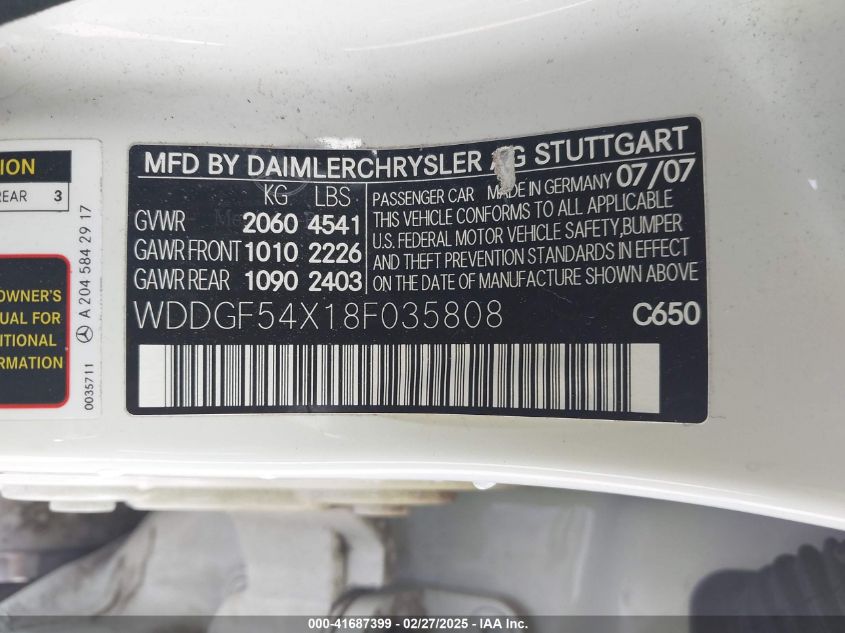 ION
REAR 3
OWNER'S
UAL FOR
ITIONAL
ORMATION
A 204 584 29 17
0035711
MFD BY DAIMLERCHRYSLER G STUTTGART
KG LBS
GVWR 2060 4541
GAWR FRONT 1010 2226
GAWR REAR 1090 2403
PASSENGER CAR MADE IN GERMANY 07/07
THIS VEHICLE CONFORMS TO ALL APPLICABLE
U.S. FEDERAL MOTOR VEHICLE SAFETY, BUMPER
AND THEFT PREVENTION STANDARDS IN EFFECT
ON THE DATE OF MANUFACTURE SHOWN ABOVE
WDDGF54X18F035808 C650
000-41687399 - 02/27/2025 - IAA Inc.